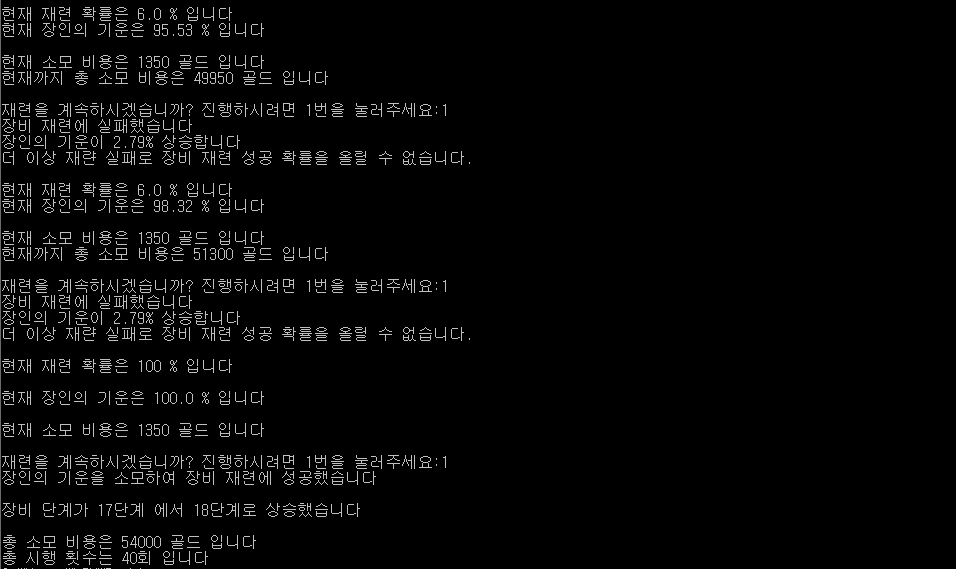 현재 재련 확률은 6.0 % 입니다
현재 장인의 기운은 95.53 % 입니다
현재 소모 비용은 1350 골드 입니다
현재까지 총 소모 비용은 49950 골드 입니다
재련을 계속하시겠습니까? 진행하시려면 1번을 눌러주세요:1
장비 재련에 실패했습니다
장인의 기운이 2.79% 상승합니다
더 이상 재랸 실패로 장비 재련 성공 확률을 올릴 수 없습니다.
현재 재련 확률은 6.0 % 입니다
현재 장인의 기운은 98.32 % 입니다
현재 소모 비용은 1350 골드 입니다
현재까지 총 소모 비용은 51300 골드 입니다
재련을 계속하시겠습니까? 진행하시려면 1번을 눌러주세요:1
장비 재련에 실패했습니다
장인의 기운이 2.79% 상승합니다
더 이상 재랸 실패로 장비 재련 성공 확률을 올릴 수 없습니다.
현재 재련 확률은 100 % 입니다
현재 장인의 기운은 100.0 % 입니다
현재 소모 비용은 1350 골드 입니다
재련을 계속하시겠습니까? 진행하시려면 1번을 눌러주세요:1
장인의 기운을 소모하여 장비 재련에 성공했습니다
장비 단계가 17단계 에서 18단계로 상승했습니다
총 소모 비용은 54000 골드 입니다
총 시행 횟수는 40회 입니다